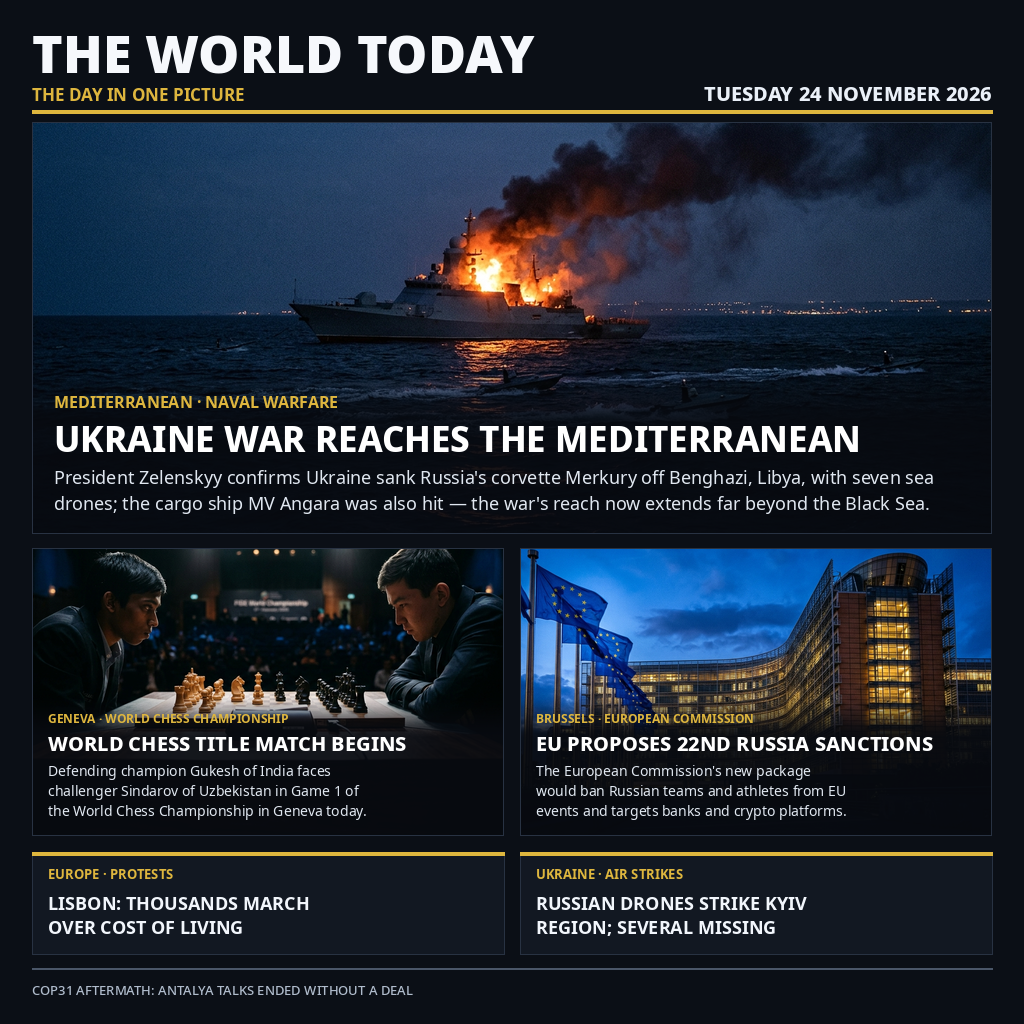 THE WORLD TODAY
THE DAY IN ONE PICTURE
TUESDAY 24 NOVEMBER 2026
MEDITERRANEAN · NAVAL WARFARE
UKRAINE WAR REACHES THE MEDITERRANEAN
President Zelenskyy confirms Ukraine sank Russia's corvette Merkury off Benghazi, Libya, with seven sea
drones; the cargo ship MV Angara was also hit — the war's reach now extends far beyond the Black Sea.
GENEVA · WORLD CHESS CHAMPIONSHIP
WORLD CHESS TITLE MATCH BEGINS
Defending champion Gukesh of India faces
challenger Sindarov of Uzbekistan in Game 1 of
the World Chess Championship in Geneva today.
BRUSSELS · EUROPEAN COMMISSION
EU PROPOSES 22ND RUSSIA SANCTIONS
The European Commission's new package
would ban Russian teams and athletes from EU
events and targets banks and crypto platforms.
EUROPE · PROTESTS
LISBON: THOUSANDS MARCH
OVER COST OF LIVING
UKRAINE · AIR STRIKES
RUSSIAN DRONES STRIKE KYIV
REGION; SEVERAL MISSING
COP31 AFTERMATH: ANTALYA TALKS ENDED WITHOUT A DEAL